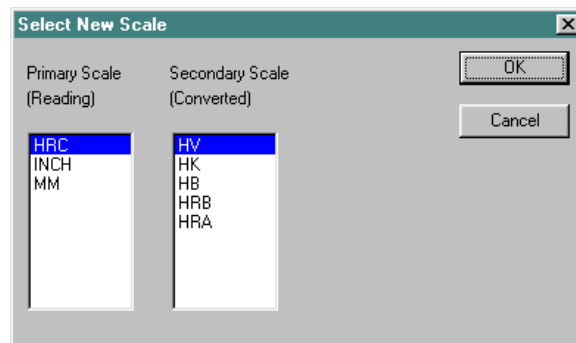 Select New Scale
Primary Scale
(Reading)
Secondary Scale
(Converted)
OK
Cancel
HRC
INCH
MM
HV
HK
HB
HRB
HRA